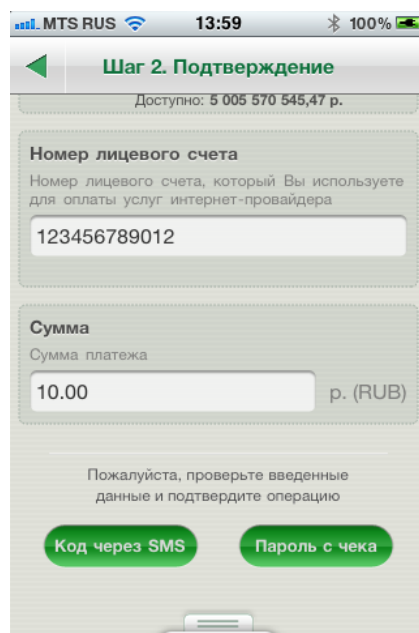 MTS RUS 13:59 100%
Шаг 2. Подтверждение
Доступно: 5 005 570 545,47 р.
Номер лицевого счета
Номер лицевого счета, который Вы используете
для оплаты услуг интернет-провайдера
123456789012
Сумма
Сумма платежа
10.00 р. (RUB)
Пожалуйста, проверьте введенные
данные и подтвердите операцию
Код через SMS Пароль с чека